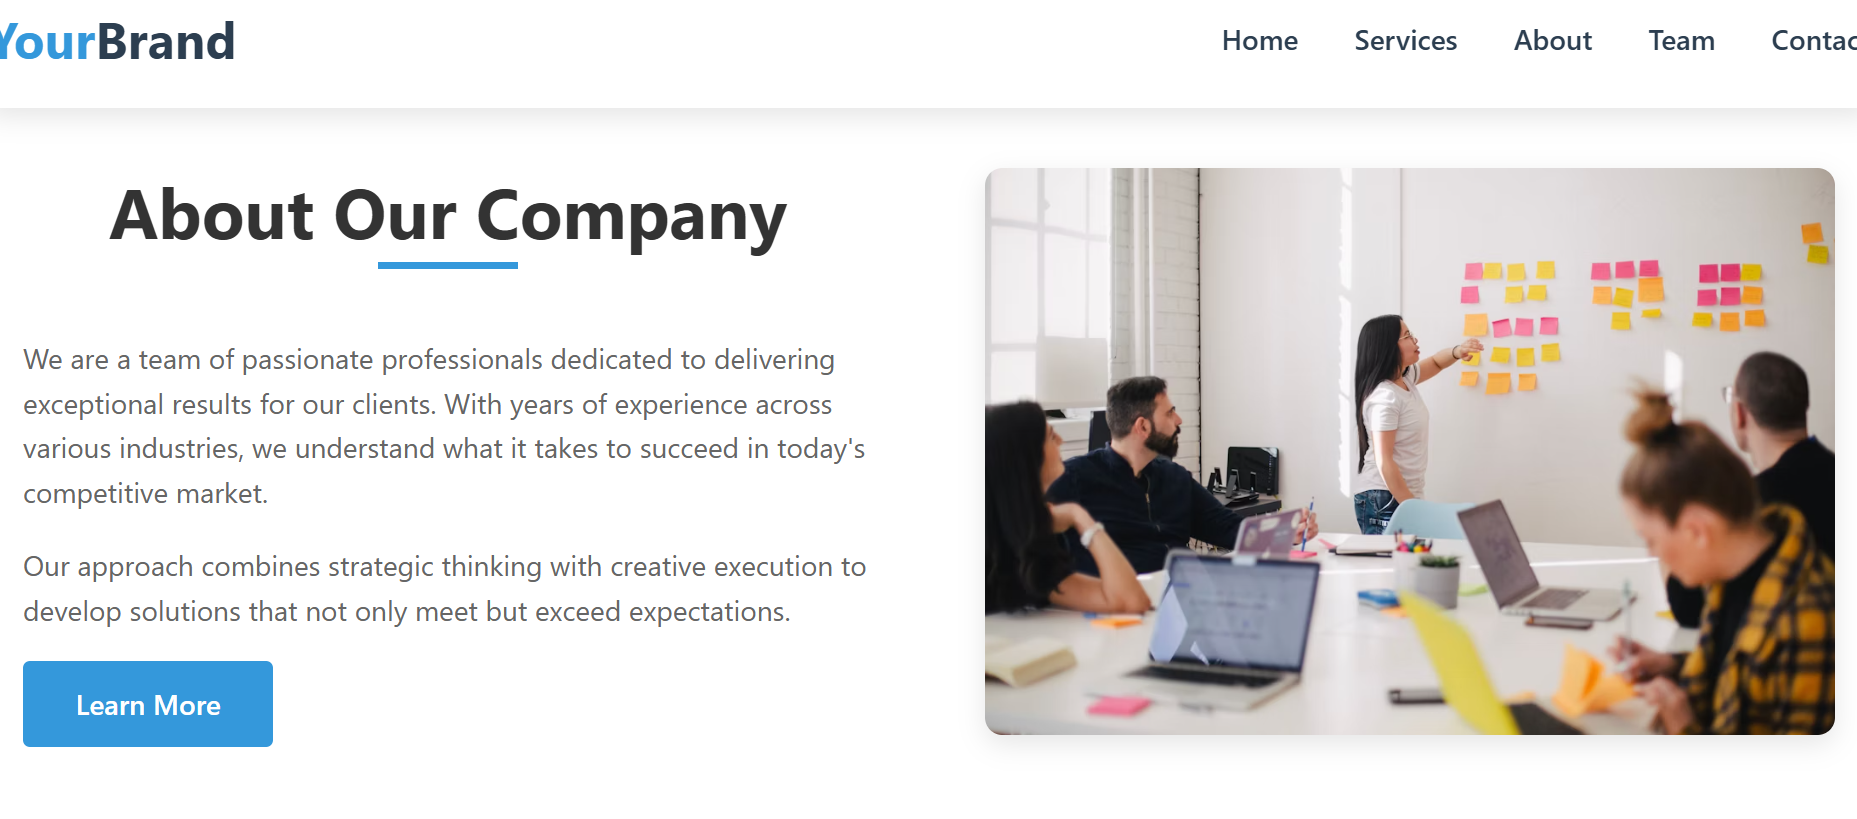 YourBrand
Home Services About Team Contac
About Our Company
We are a team of passionate professionals dedicated to delivering
exceptional results for our clients. With years of experience across
various industries, we understand what it takes to succeed in today's
competitive market.
Our approach combines strategic thinking with creative execution to
develop solutions that not only meet but exceed expectations.
Learn More